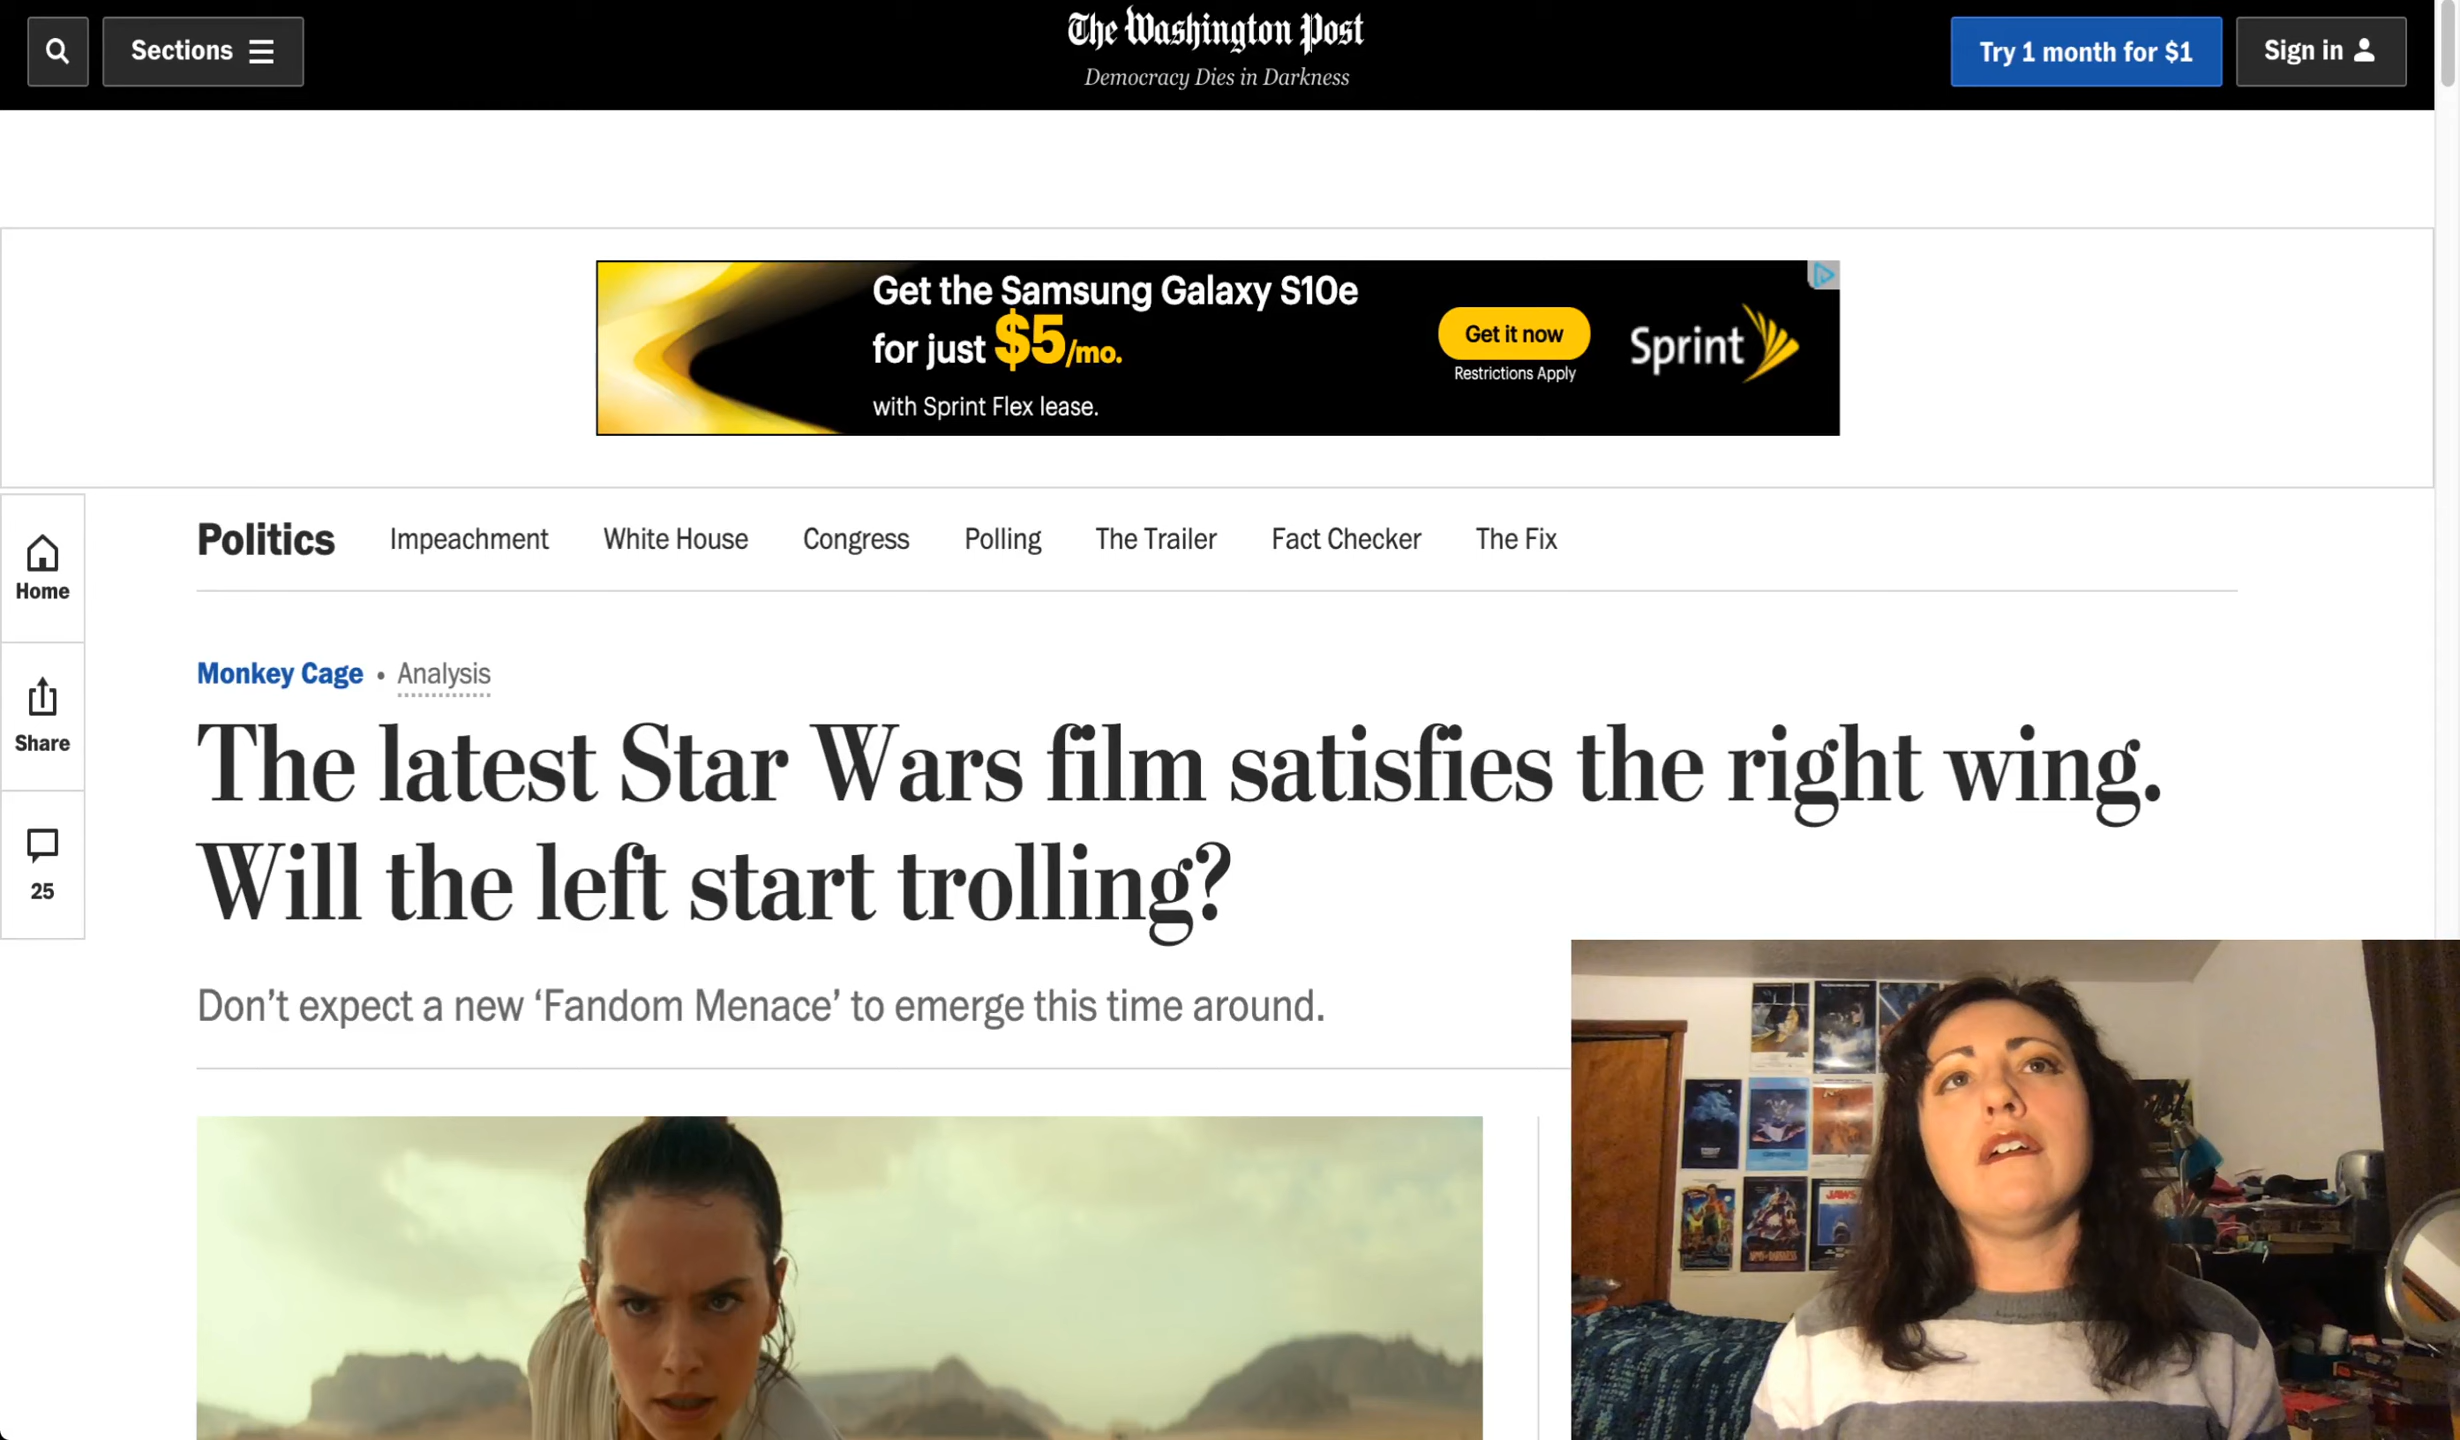 Sections
The Washington Post
Democracy Dies in Darkness
Try 1 month for $1
Sign in
Get the Samsung Galaxy S10e
for just $5/mo.
with Sprint Flex lease.
Get it now
Restrictions Apply
Sprint
Home
Share
25
Politics
Impeachment
White House
Congress
Polling
The Trailer
Fact Checker
The Fix
Monkey Cage • Analysis
The latest Star Wars film satisfies the right wing.
Will the left start trolling?
Don’t expect a new ‘Fandom Menace’ to emerge this time around.
JAWS